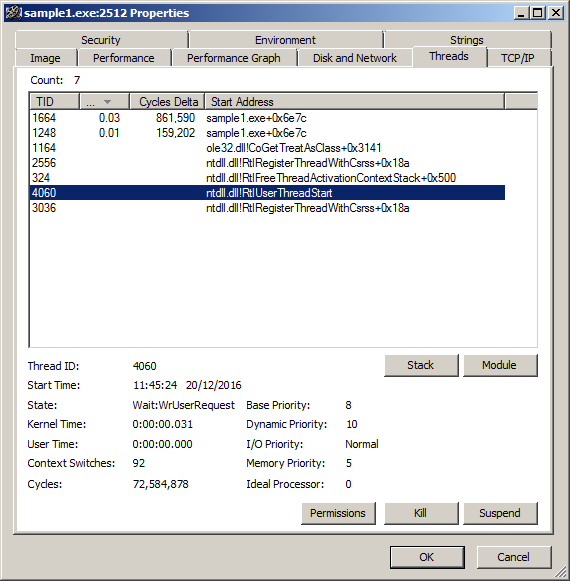 sample1.exe:2512 Properties
Security Environment Strings
Image Performance Performance Graph Disk and Network Threads TCP/IP
Count: 7
TID ... Cycles Delta Start Address
1664 0.03 861,590 sample1.exe+0x6e7c
1248 0.01 159,202 sample1.exe+0x6e7c
1164 ole32.dll!CoGetTreatAsClass+0x3141
2556 ntdll.dll!RtlRegisterThreadWithCsrss+0x18a
324 ntdll.dll!RtlFreeThreadActivationContextStack+0x500
4060 ntdll.dll!RtlUserThreadStart
3036 ntdll.dll!RtlRegisterThreadWithCsrss+0x18a
Thread ID: 4060 Stack Module
Start Time: 11:45:24 20/12/2016
State: Wait:WrUserRequest Base Priority: 8
Kernel Time: 0:00:00.031 Dynamic Priority: 10
User Time: 0:00:00.000 I/O Priority: Normal
Context Switches: 92 Memory Priority: 5
Cycles: 72,584,878 Ideal Processor: 0
Permissions Kill Suspend
OK Cancel